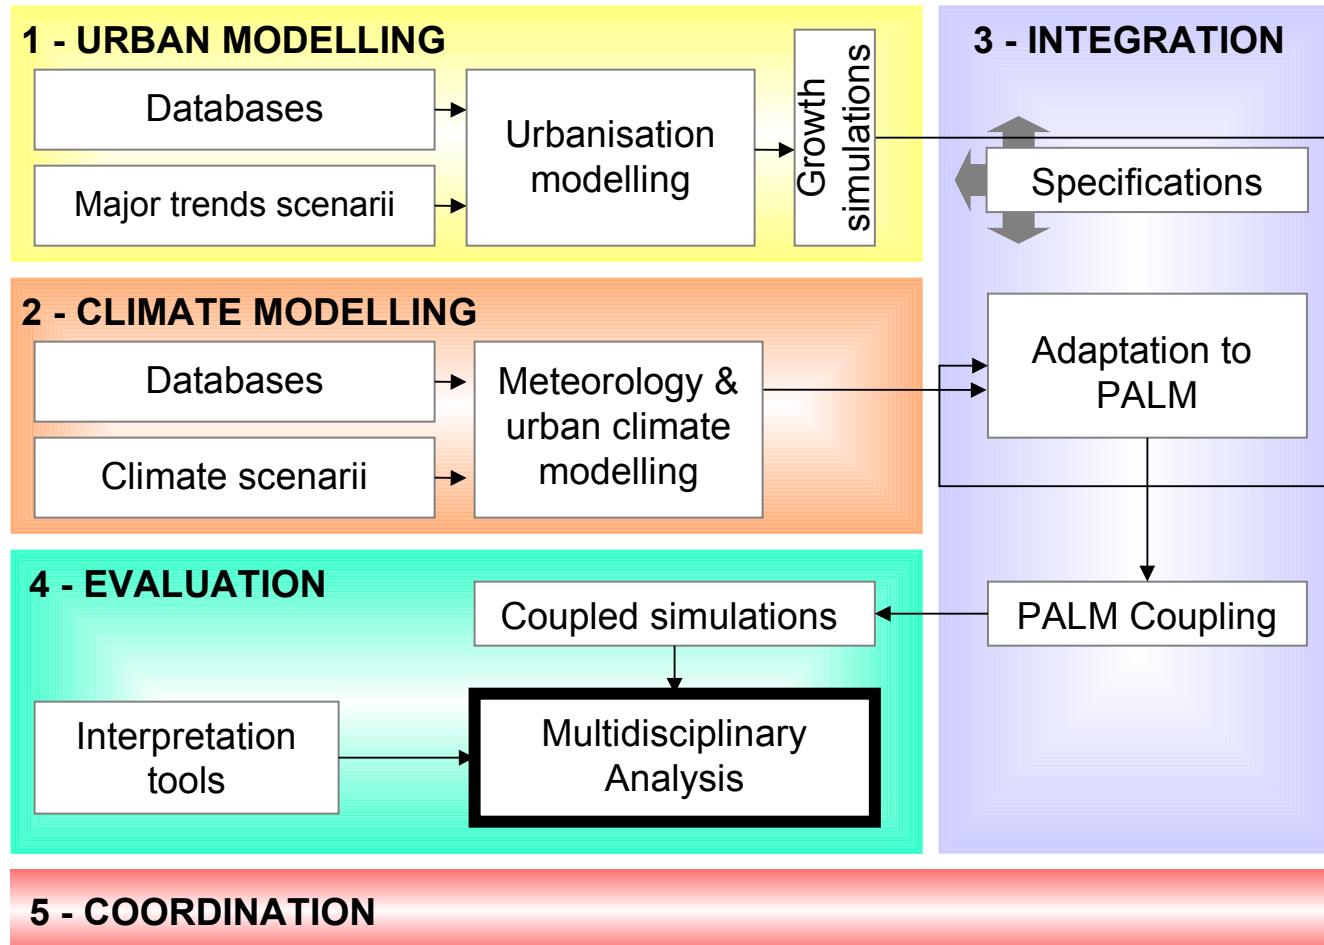 1 - URBAN MODELLING
Databases
Major trends scenarii
Urbanisation
modelling
Growth
simulations
3 - INTEGRATION
Specifications
2 - CLIMATE MODELLING
Databases
Climate scenarii
Meteorology &
urban climate
modelling
Adaptation to
PALM
4 - EVALUATION
Coupled simulations
PALM Coupling
Interpretation
tools
Multidisciplinary
Analysis
5 - COORDINATION